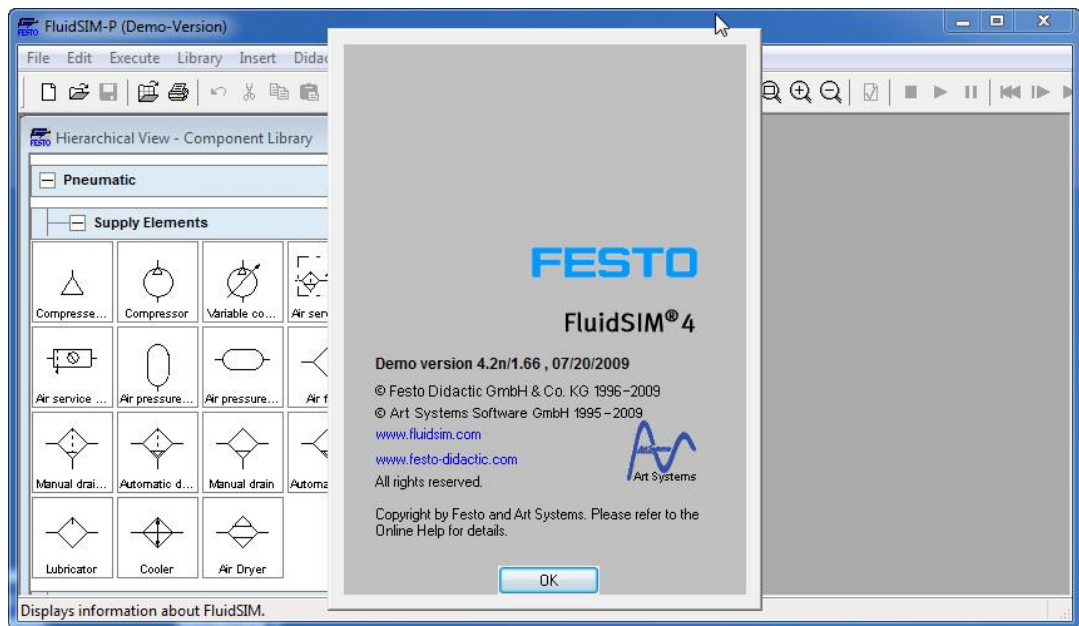 FluidSIM-P (Demo-Version)
File Edit Execute Library Insert
Hierarchical View - Component Library
Pneumatic
Supply Elements
Compresse... Compressor Variable co...
Air service ... Air pressure... Air pressure...
Manual drai... Automatic d... Manual drain
Lubricator Cooler Air Dryer
Displays information about FluidSIM.
FESTO
FluidSIM®4
Demo version 4.2n/1.66 , 07/20/2009
© Festo Didactic GmbH & Co. KG 1996-2009
© Art Systems Software GmbH 1995-2009
www.fluidsim.com
www.festo-didactic.com
Art Systems
All rights reserved.
Copyright by Festo and Art Systems. Please refer to the
Online Help for details.
OK